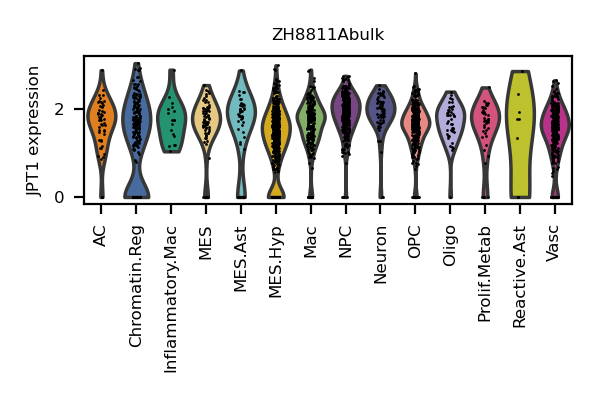 ZH8811Abulk
JPT1 expression
2
0
AC
Chromatin.Reg
Inflammatory.Mac
MES
MES.Ast
MES.Hyp
Mac
NPC
Neuron
OPC
Oligo
Prolif.Metab
Reactive.Ast
Vasc